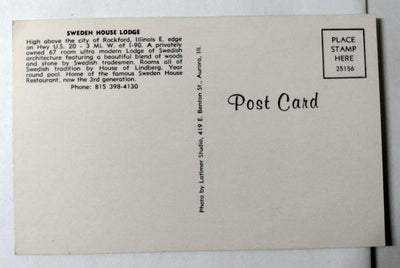 SWEDEN HOUSE LODGE
High above the city of Rockford, Illinois E. edge
on Hwy U.S. 20 - 3 Mi. W. of I-90. A privately
owned 67 room ultra modern Lodge of Swedish
architecture featuring a beautiful blend of woods
and stone by Swedish tradesmen. Rooms all of
Swedish tradition by House of Lindberg. Year
round pool. Home of the famous Sweden House
Restaurant, now the 3rd generation.
Phone: 815 398-4130
Photo by Latimer Studio, 419 E. Benton St., Aurora, Ill.
Post Card
PLACE
STAMP
HERE
25156